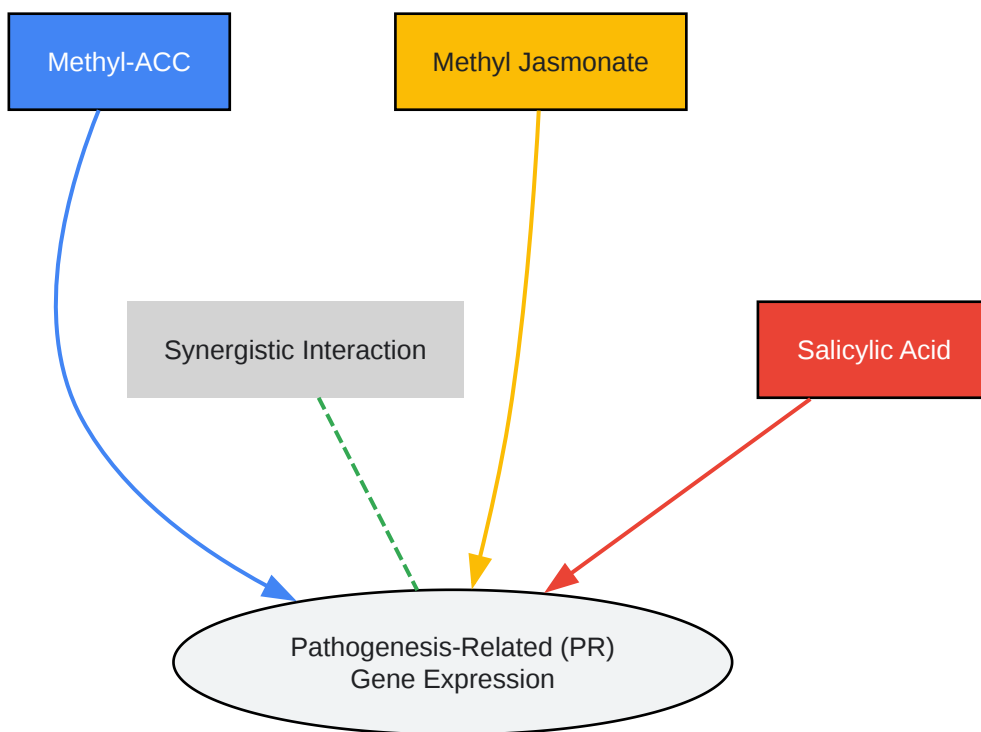 Methyl-ACC
Methyl Jasmonate
Synergistic Interaction
Salicylic Acid
Pathogenesis-Related (PR)
Gene Expression